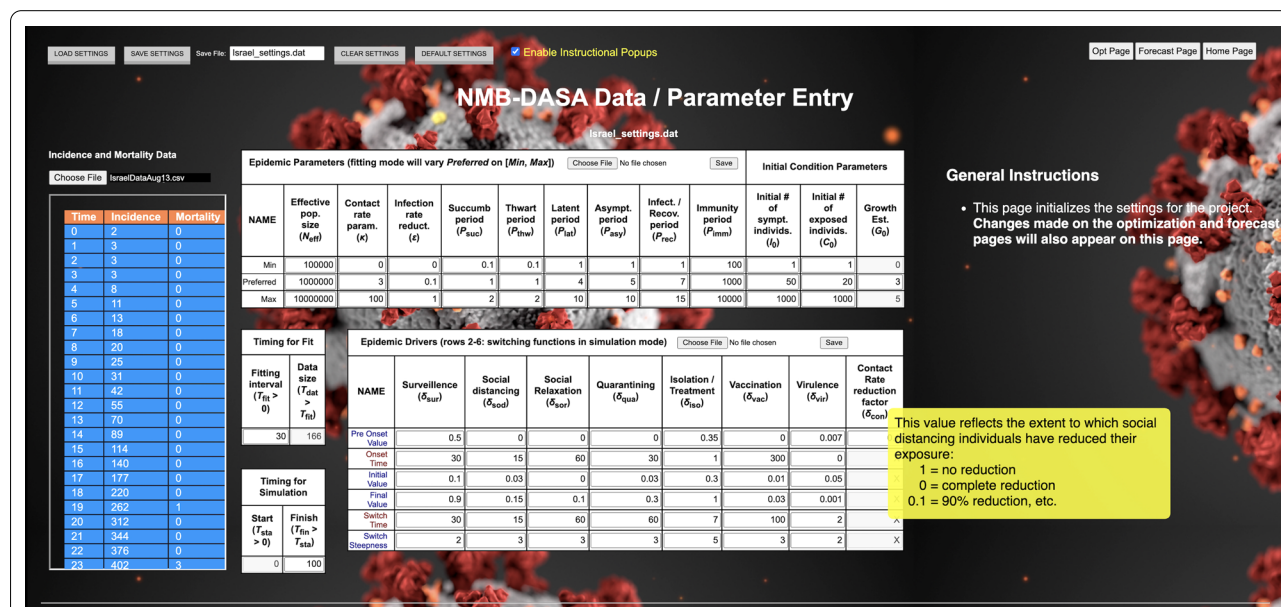 LOAD SETTINGS SAVE SETTINGS Save File: Israel_settings.dat CLEAR SETTINGS DEFAULT SETTINGS Enable Instructional Popups Opt Page Forecast Page Home Page
NMB-DASA Data / Parameter Entry
Israel_settings.dat
Incidence and Mortality Data
Choose File IsraelDataAug13.csv
Time Incidence Mortality
0 2 0
1 3 0
2 3 0
3 3 0
4 8 0
5 11 0
6 13 0
7 18 0
8 20 0
9 25 0
10 31 0
11 42 0
12 55 0
13 70 0
14 89 0
15 114 0
16 140 0
17 177 0
18 220 0
19 262 1
20 312 0
21 344 0
22 376 0
23 402 3
Epidemic Parameters (fitting mode will vary Preferred on [Min, Max]) Choose File No file chosen Save Initial Condition Parameters
NAME
Effective
pop.
size
(Neff)
Contact
rate
param.
(κ)
Infection
rate
reduct.
(ε)
Succumb
period
(Psuc)
Thwart
period
(Pthw)
Latent
period
(Plat)
Asympt.
period
(Pasy)
Infect. /
Recov.
period
(Prec)
Immunity
period
(Pimm)
Initial #
of
sympt.
individs.
(I0)
Initial #
of
exposed
individs.
(C0)
Growth
Est.
(G0)
Min 100000 0 0 0.1 0.1 1 1 1 100 1 1 0
Preferred 1000000 3 0.1 1 1 4 5 7 1000 50 20 3
Max 10000000 100 1 2 2 10 10 15 10000 1000 1000 5
Timing for Fit
Fitting
interval
(Tfit >
0)
Data
size
(Tdat
>
Tfit)
30 166
Timing for
Simulation
Start
(Tsta
> 0)
Finish
(Tfin >
Tsta)
0 100
Epidemic Drivers (rows 2-6: switching functions in simulation mode) Choose File No file chosen Save
NAME
Surveillence
(δsur)
Social
distancing
(δsod)
Social
Relaxation
(δsor)
Quarantining
(δqua)
Isolation /
Treatment
(δiso)
Vaccination
(δvac)
Virulence
(δvir)
Contact
Rate
reduction
factor
(δcon)
Pre Onset
Value 0.5 0 0 0 0.35 0 0.007
Onset
Time 30 15 60 30 1 300 0
Initial
Value 0.1 0.03 0 0.03 0.3 0.01 0.05
Final
Value 0.9 0.15 0.1 0.3 1 0.03 0.001
Switch
Time 30 15 60 60 7 100 2 X
Switch
Steepness 2 3 3 3 5 3 2 X
General Instructions
• This page initializes the settings for the project.
Changes made on the optimization and forecast
pages will also appear on this page.
This value reflects the extent to which social
distancing individuals have reduced their
exposure:
1 = no reduction
0 = complete reduction
0.1 = 90% reduction, etc.